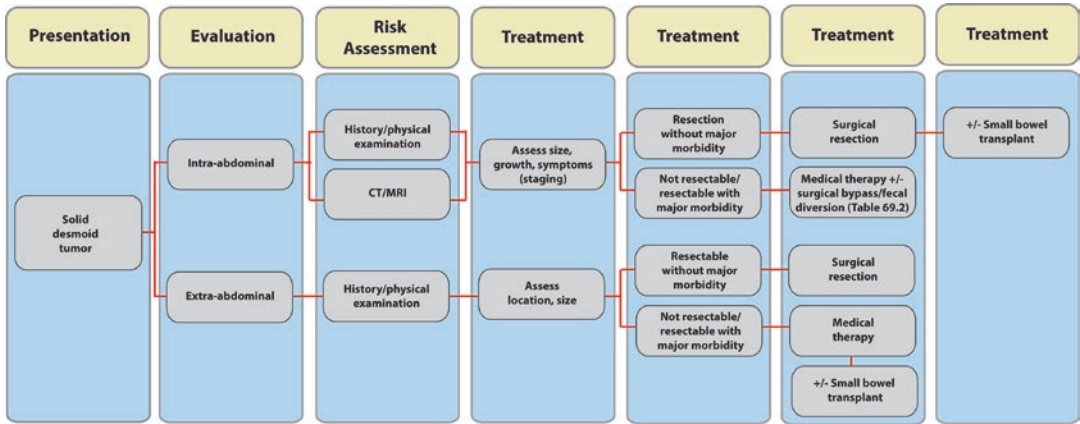 Presentation
Evaluation
Risk
Assessment
Treatment
Treatment
Treatment
Treatment
Solid
desmoid
tumor
Intra-abdominal
Extra-abdominal
History/physical
examination
CT/MRI
History/physical
examination
Assess size,
growth, symptoms
(staging)
Assess
location, size
Resection
without major
morbidity
Not resectable/
resectable with
major morbidity
Resectable
without major
morbidity
Not resectable/
resectable with
major morbidity
Surgical
resection
Medical therapy +/-
surgical bypass/fecal
diversion (Table 69.2)
Surgical
resection
Medical
therapy
+/- Small bowel
transplant
+/- Small bowel
transplant